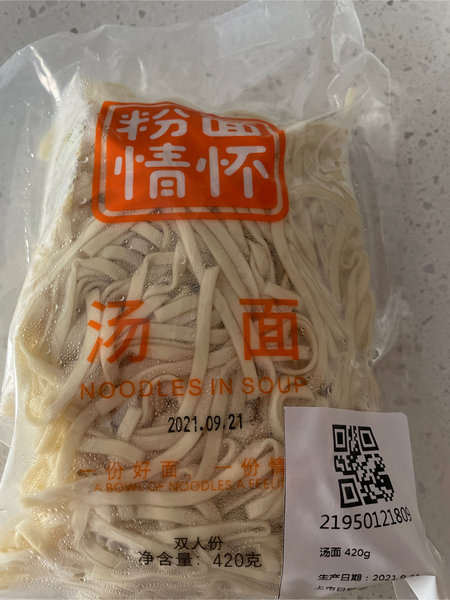 粉面
情怀
汤面
NOODLES IN SOUP
2021.09.21
一份好面 一份情
A BOWL OF NOODLES A
双人份
净含量: 420克
21950121809
汤面 420g
生产日期: 2021.9.21